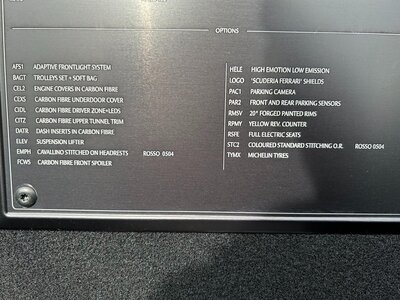 OPTIONS
AFS1 ADAPTIVE FRONTLIGHT SYSTEM
BAGT TROLLEYS SET + SOFT BAG
CEL2 ENGINE COVERS IN CARBON FIBRE
CEXS CARBON FIBRE UNDERDOOR COVER
CIDL CARBON FIBRE DRIVER ZONE+LEDS
CITZ CARBON FIBRE UPPER TUNNEL TRIM
DATR DASH INSERTS IN CARBON FIBRE
ELEV SUSPENSION LIFTER
EMPH CAVALLINO STITCHED ON HEADRESTS ROSSO 0504
FCWS CARBON FIBRE FRONT SPOILER
HELE HIGH EMOTION LOW EMISSION
LOGO 'SCUDERIA FERRARI' SHIELDS
PAC1 PARKING CAMERA
PAR2 FRONT AND REAR PARKING SENSORS
RMSV 20" FORGED PAINTED RIMS
RPMY YELLOW REV. COUNTER
RSFE FULL ELECTRIC SEATS
STC2 COLOURED STANDARD STITCHING O.R. ROSSO 0504
TYMX MICHELIN TYRES